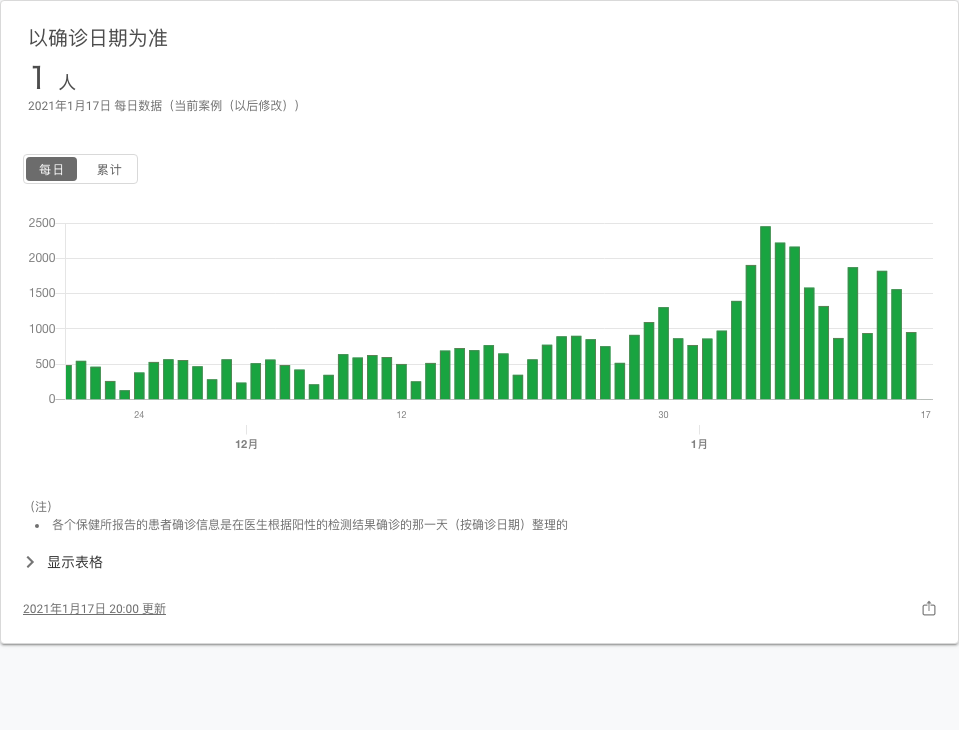 以确诊日期为准
1 人
2021年1月17日 每日数据（当前案例（以后修改））
每日 累计
2500
2000
1500
1000
500
0
24 12 30 17
12月 1月
（注）
• 各个保健所报告的患者确诊信息是在医生根据阳性的检测结果确诊的那一天（按确诊日期）整理的
显示表格
2021年1月17日 20:00 更新